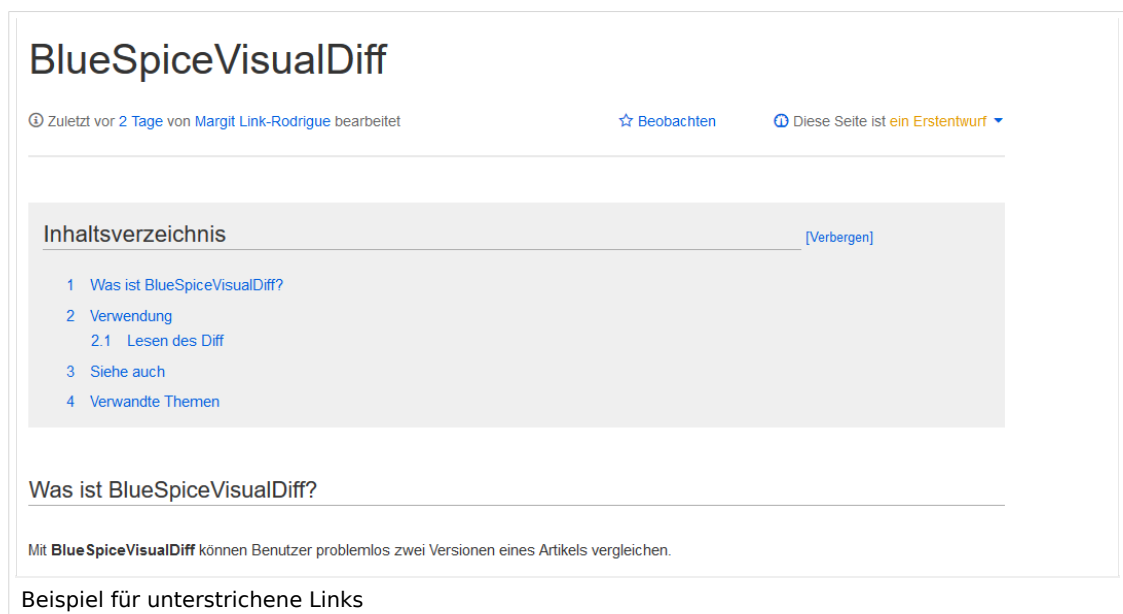 BlueSpiceVisualDiff
Zuletzt vor 2 Tage von Margit Link-Rodrigue bearbeitet Beobachten Diese Seite ist ein Erstentwurf
Inhaltsverzeichnis [Verbergen]
1 Was ist BlueSpiceVisualDiff?
2 Verwendung
2.1 Lesen des Diff
3 Siehe auch
4 Verwandte Themen
Was ist BlueSpiceVisualDiff?
Mit BlueSpiceVisualDiff können Benutzer problemlos zwei Versionen eines Artikels vergleichen.
Beispiel für unterstrichene Links